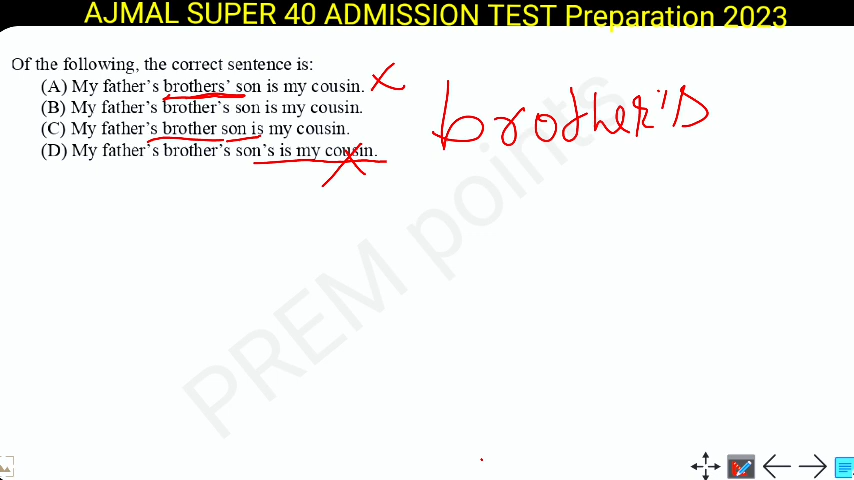 AJMAL SUPER 40 ADMISSION TEST Preparation 2023
Of the following, the correct sentence is:
(A) My father’s brothers’ son is my cousin.
(B) My father’s brother’s son is my cousin.
(C) My father’s brother son is my cousin.
(D) My father’s brother’s son’s is my cousin.
brother's
PREM points